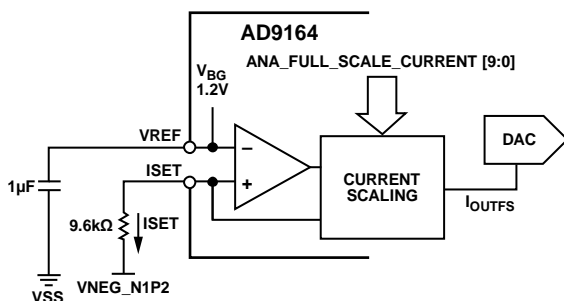 AD9164
ANA_FULL_SCALE_CURRENT [9:0]
VBG
1.2V
VREF
−
DAC
1µF
ISET
+
CURRENT
SCALING
IOUTFS
9.6kΩ
ISET
VSS
VNEG_N1P2